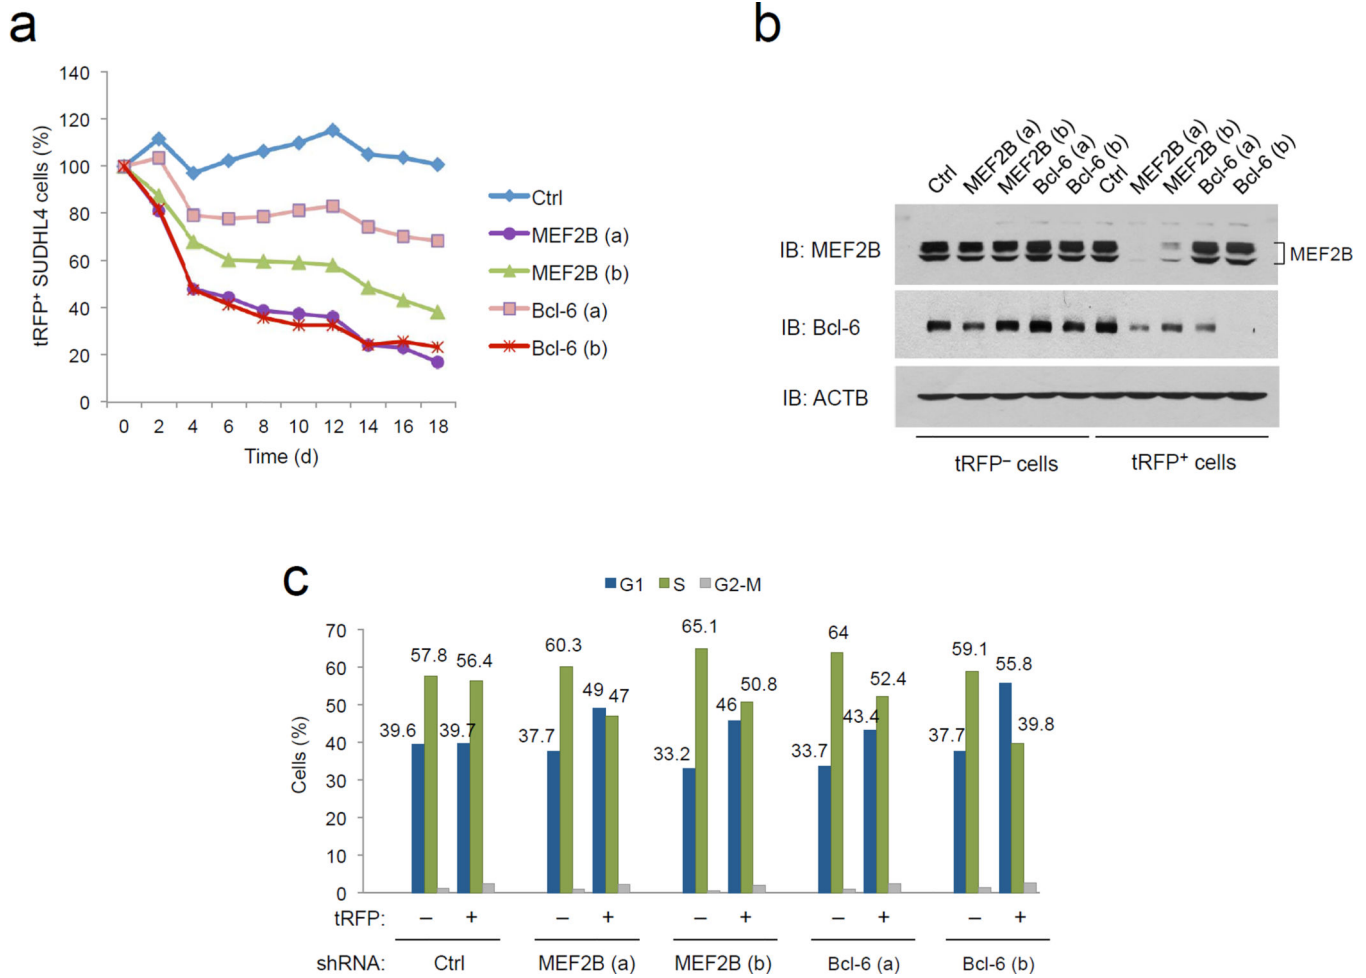 a
140
120
100
80
60
40
20
0
tRFP⁺ SUDHL4 cells (%)
0 2 4 6 8 10 12 14 16 18
Time (d)
Ctrl
MEF2B (a)
MEF2B (b)
Bcl-6 (a)
Bcl-6 (b)
b
Ctrl MEF2B (a) MEF2B (b) Bcl-6 (a) Bcl-6 (b) Ctrl MEF2B (a) MEF2B (b) Bcl-6 (a) Bcl-6 (b)
IB: MEF2B
MEF2B
IB: Bcl-6
IB: ACTB
tRFP⁻ cells tRFP⁺ cells
c
G1 S G2-M
70
60
50
40
30
20
10
0
Cells (%)
39.6 57.8 39.7 56.4 37.7 60.3 49 47 33.2 65.1 46 50.8 33.7 64 43.4 52.4 37.7 59.1 55.8 39.8
tRFP: – + – + – + – + – +
shRNA: Ctrl MEF2B (a) MEF2B (b) Bcl-6 (a) Bcl-6 (b)